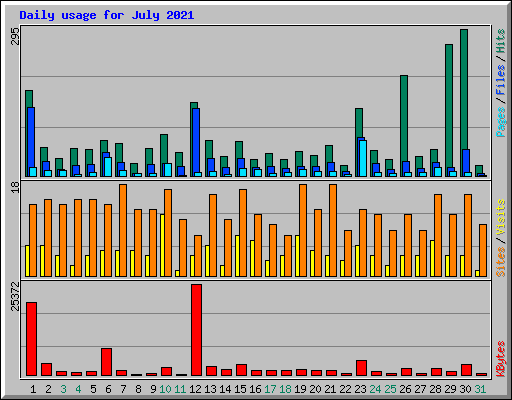 Daily usage for July 2021
295
Pages / Files / Hits
18
Sites / Visits
25372
KBytes
1 2 3 4 5 6 7 8 9 10 11 12 13 14 15 16 17 18 19 20 21 22 23 24 25 26 27 28 29 30 31